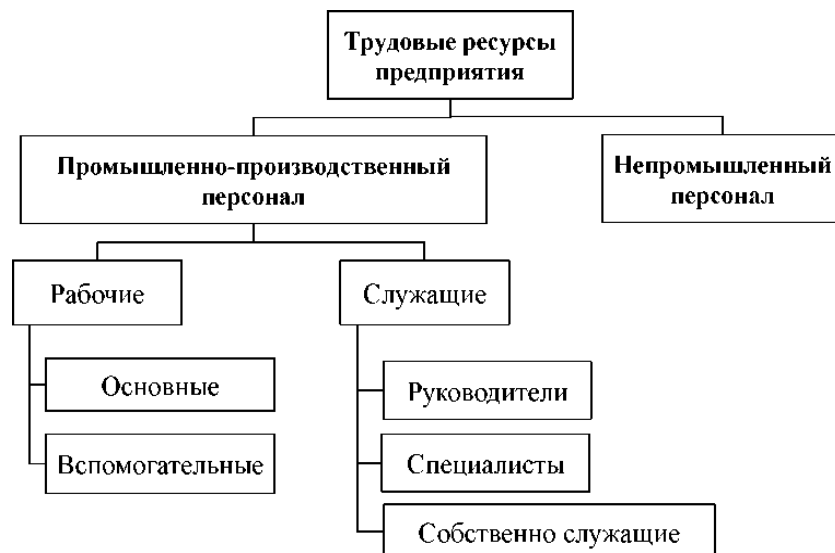 Трудовые ресурсы
предприятия
Промышленно-производственный
персонал
Непромышленный
персонал
Рабочие
Служащие
Основные
Вспомогательные
Руководители
Специалисты
Собственно служащие